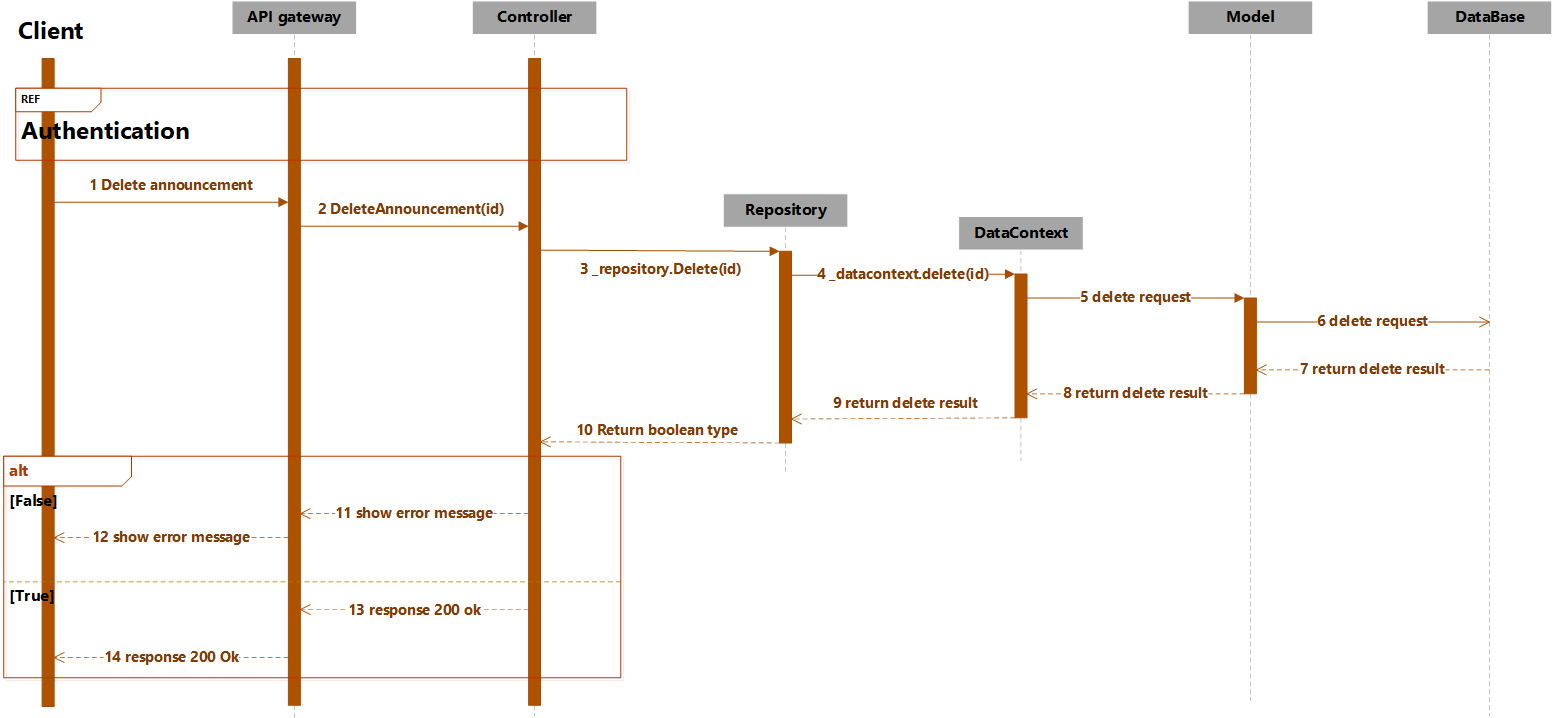 Client
API gateway
Controller
Model
DataBase
REF
Authentication
1 Delete announcement
2 DeleteAnnouncement(id)
Repository
DataContext
3 _repository.Delete(id)
4 _datacontext.delete(id)
5 delete request
6 delete request
7 return delete result
8 return delete result
9 return delete result
10 Return boolean type
alt
[False]
11 show error message
12 show error message
[True]
13 response 200 ok
14 response 200 Ok